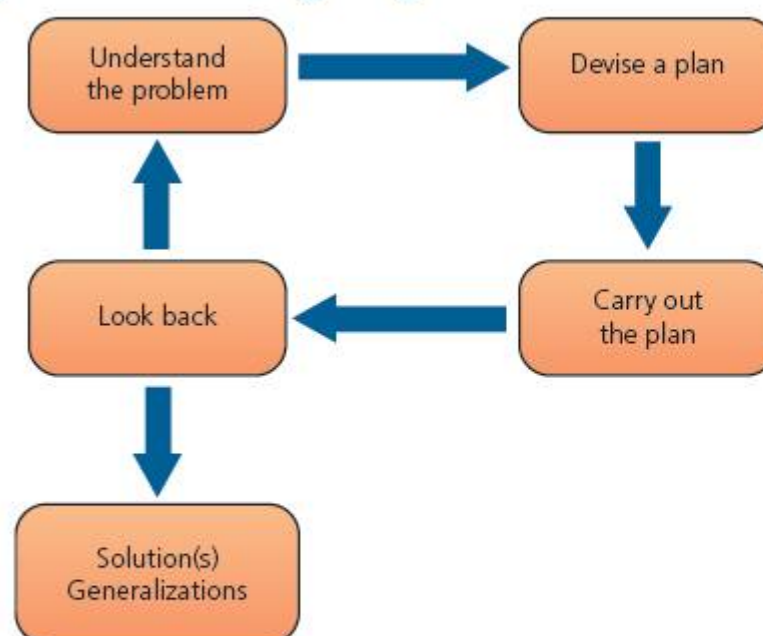 Understand
the problem
Devise a plan
Look back
Carry out
the plan
Solution(s)
Generalizations